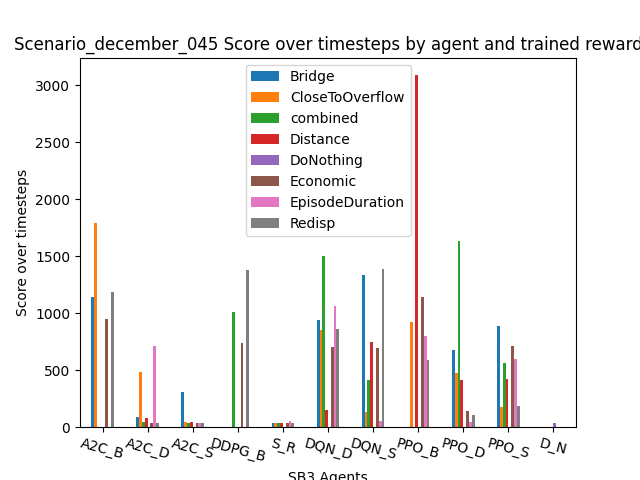 Scenario_december_045 Score over timesteps by agent and trained reward
Bridge
CloseToOverflow
combined
Distance
DoNothing
Economic
EpisodeDuration
Redisp
Score over timesteps
3000
2500
2000
1500
1000
500
0
A2C_B
A2C_D
A2C_S
DDPG_B
S_R
DQN_D
DQN_S
PPO_B
PPO_D
PPO_S
D_N
SB3 Agents